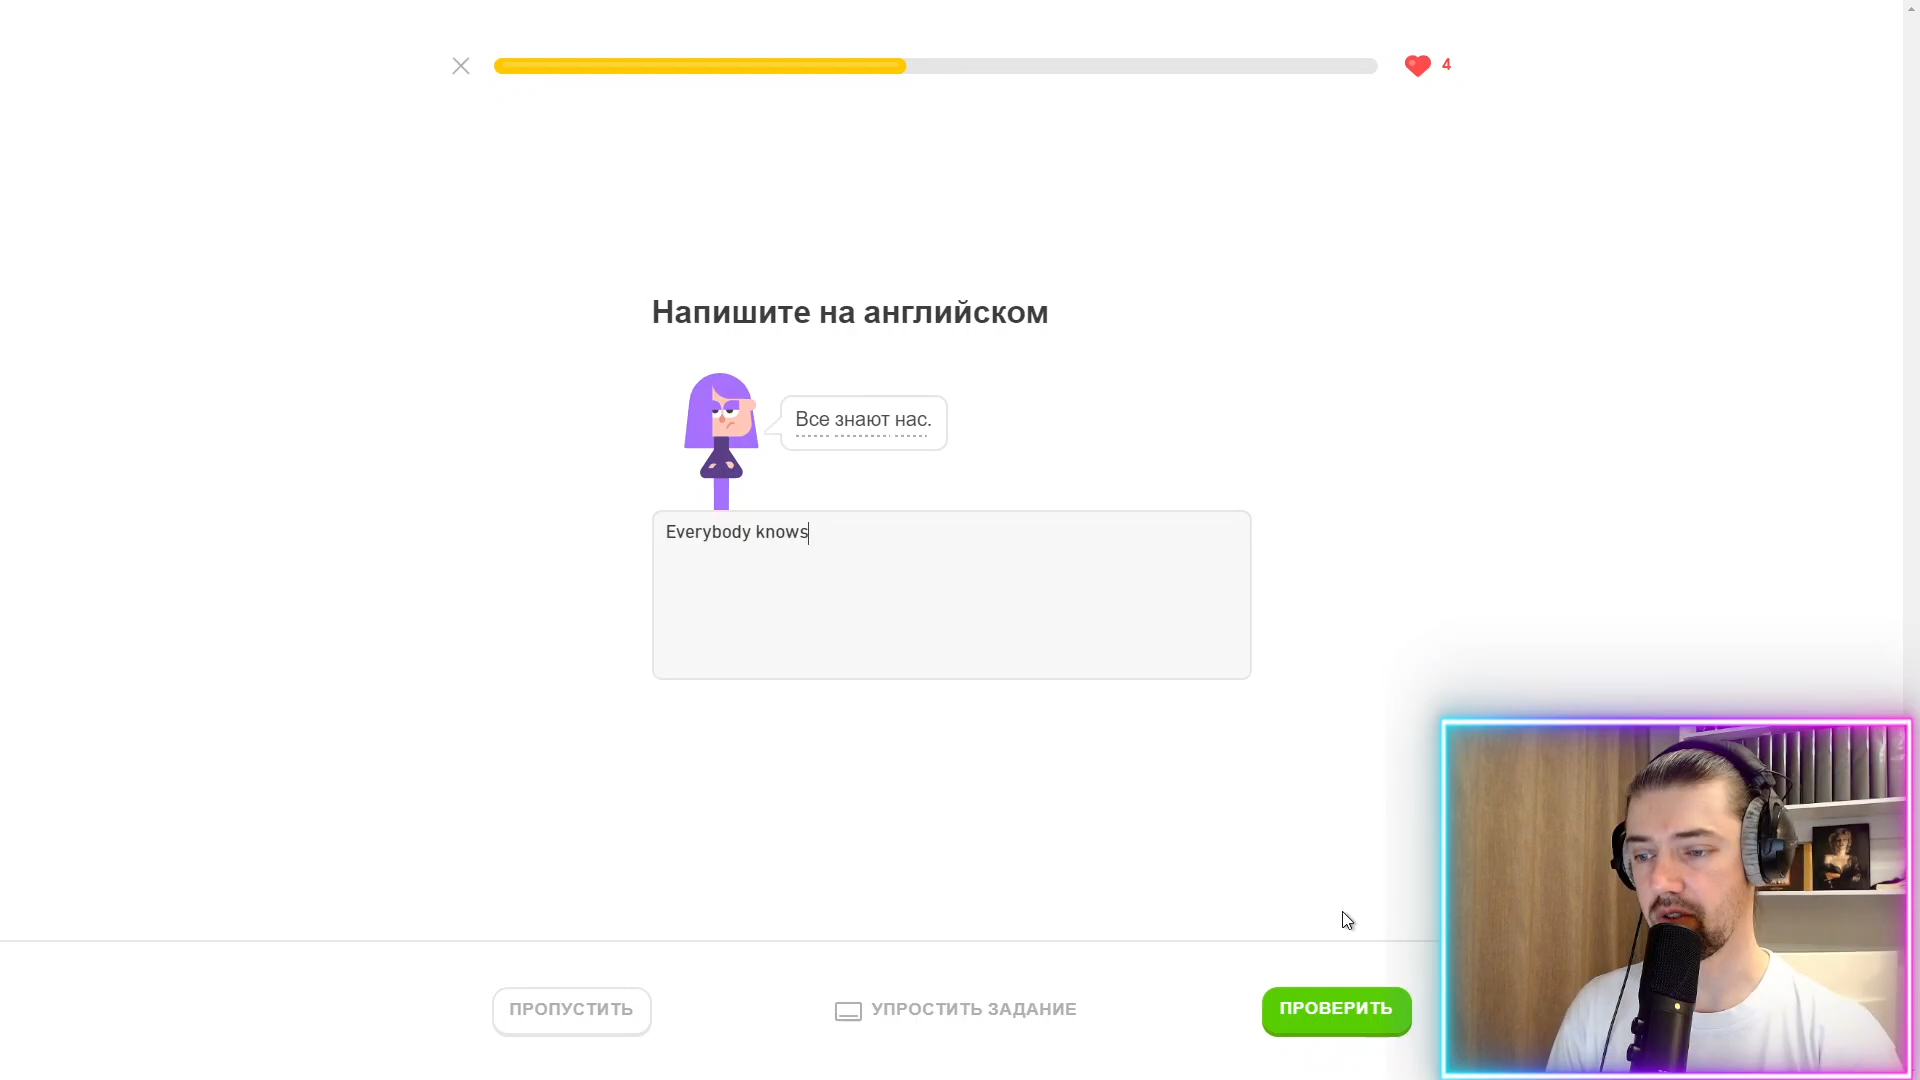 4
Напишите на английском
Все знают нас.
Everybody knows
ПРОПУСТИТЬ
УПРОСТИТЬ ЗАДАНИЕ
ПРОВЕРИТЬ